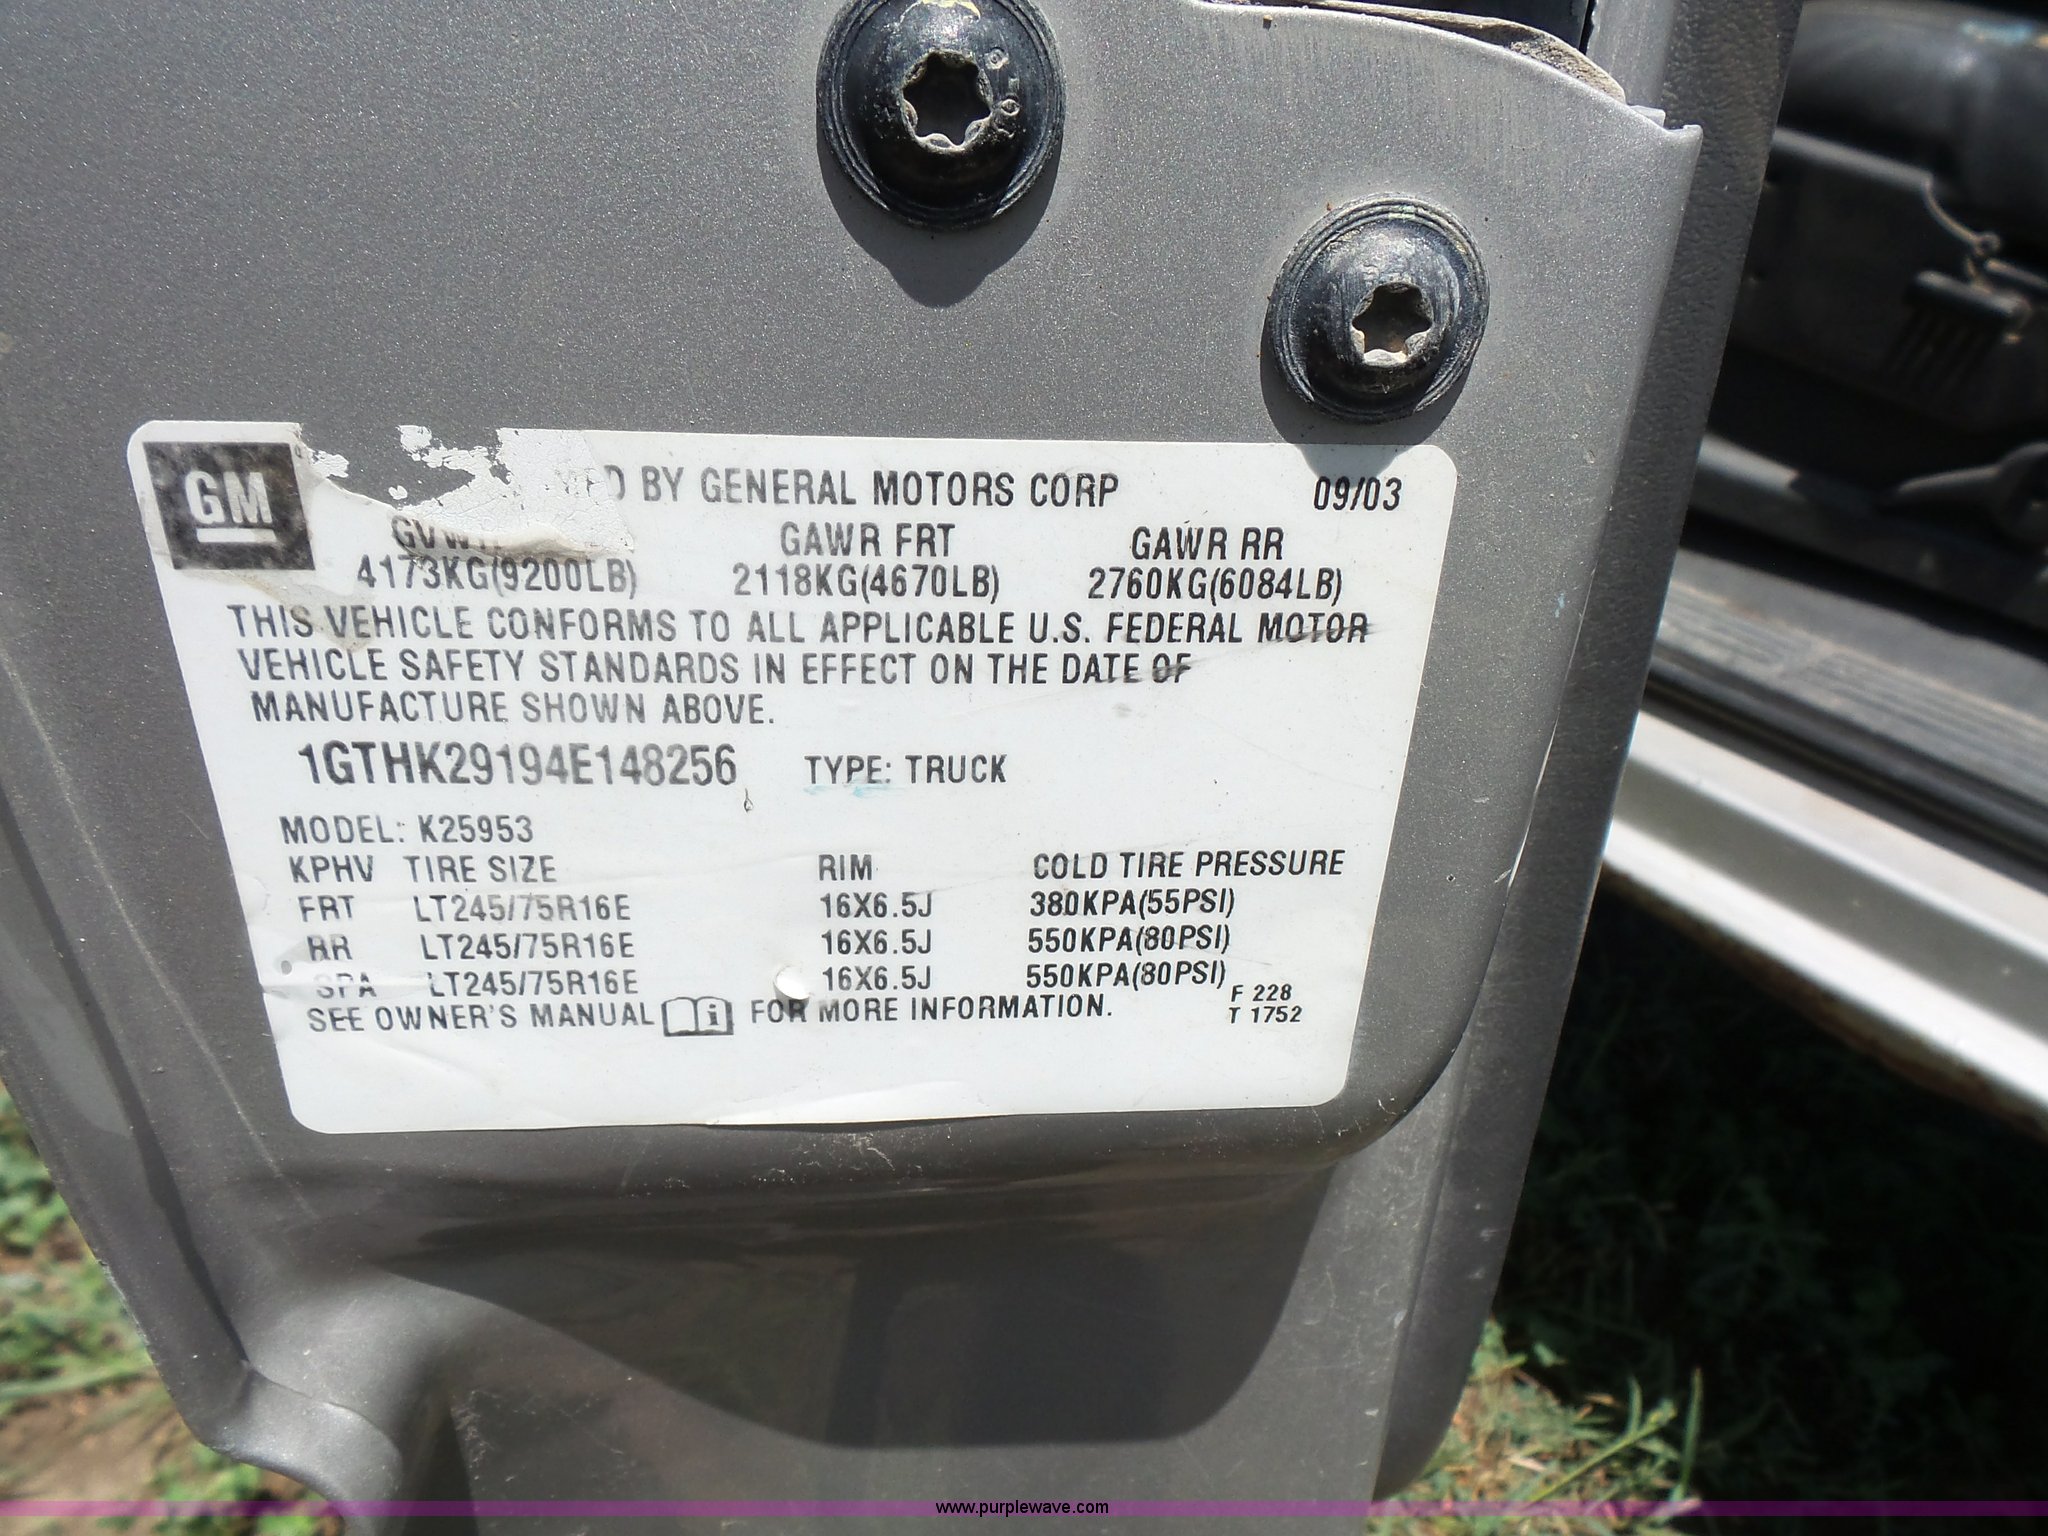 GM
MFD BY GENERAL MOTORS CORP 09/03
GVWR GAWR FRT GAWR RR
4173KG(9200LB) 2118KG(4670LB) 2760KG(6084LB)
THIS VEHICLE CONFORMS TO ALL APPLICABLE U.S. FEDERAL MOTOR
VEHICLE SAFETY STANDARDS IN EFFECT ON THE DATE OF
MANUFACTURE SHOWN ABOVE.
1GTHK29194E148256 TYPE: TRUCK
MODEL: K25953
KPHV TIRE SIZE RIM COLD TIRE PRESSURE
FRT LT245/75R16E 16X6.5J 380KPA(55PSI)
RR LT245/75R16E 16X6.5J 550KPA(80PSI)
SPA LT245/75R16E 16X6.5J 550KPA(80PSI)
SEE OWNER'S MANUAL i FOR MORE INFORMATION.
F 228
T 1752
www.purplewave.com